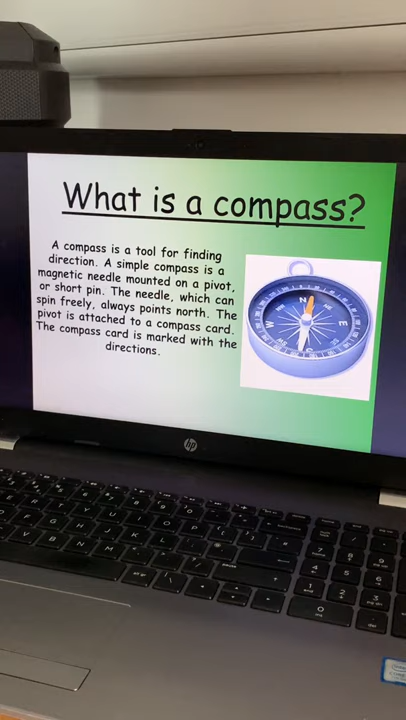 What is a compass?
A compass is a tool for finding
direction. A simple compass is a
magnetic needle mounted on a pivot,
or short pin. The needle, which can
spin freely, always points north. The
pivot is attached to a compass card.
The compass card is marked with the
directions.
N
W
E
hp